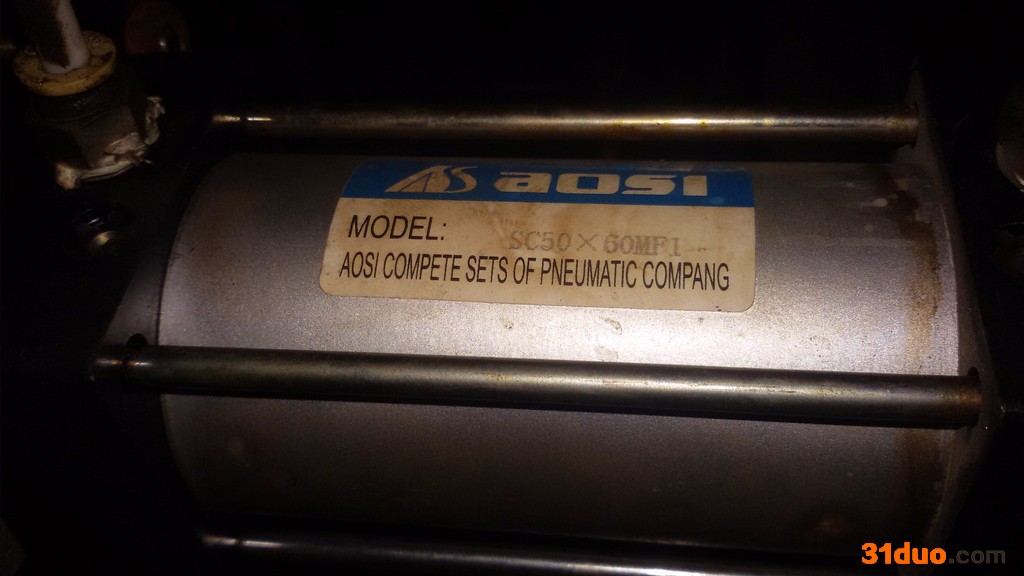 AS aosi
MODEL: SC50×60MF1
AOSI COMPETE SETS OF PNEUMATIC COMPANG
31duo.com